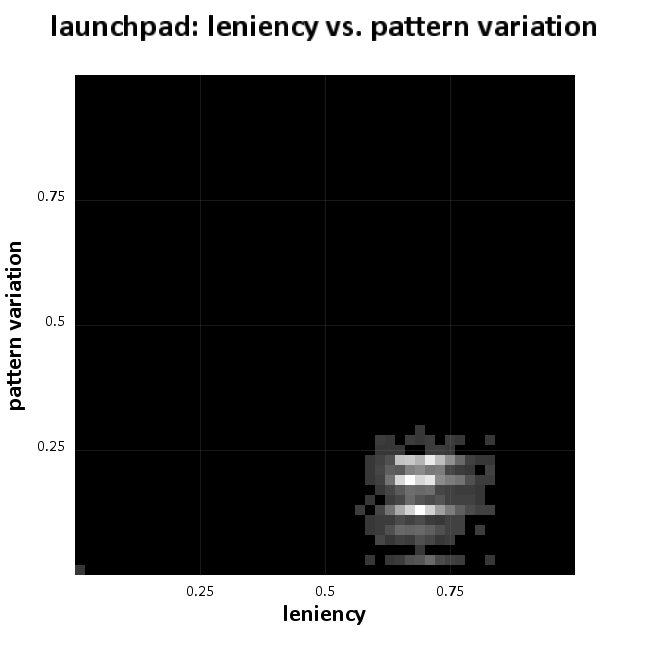 launchpad: leniency vs. pattern variation
0.75
0.5
0.25
pattern variation
0.25
0.5
0.75
leniency